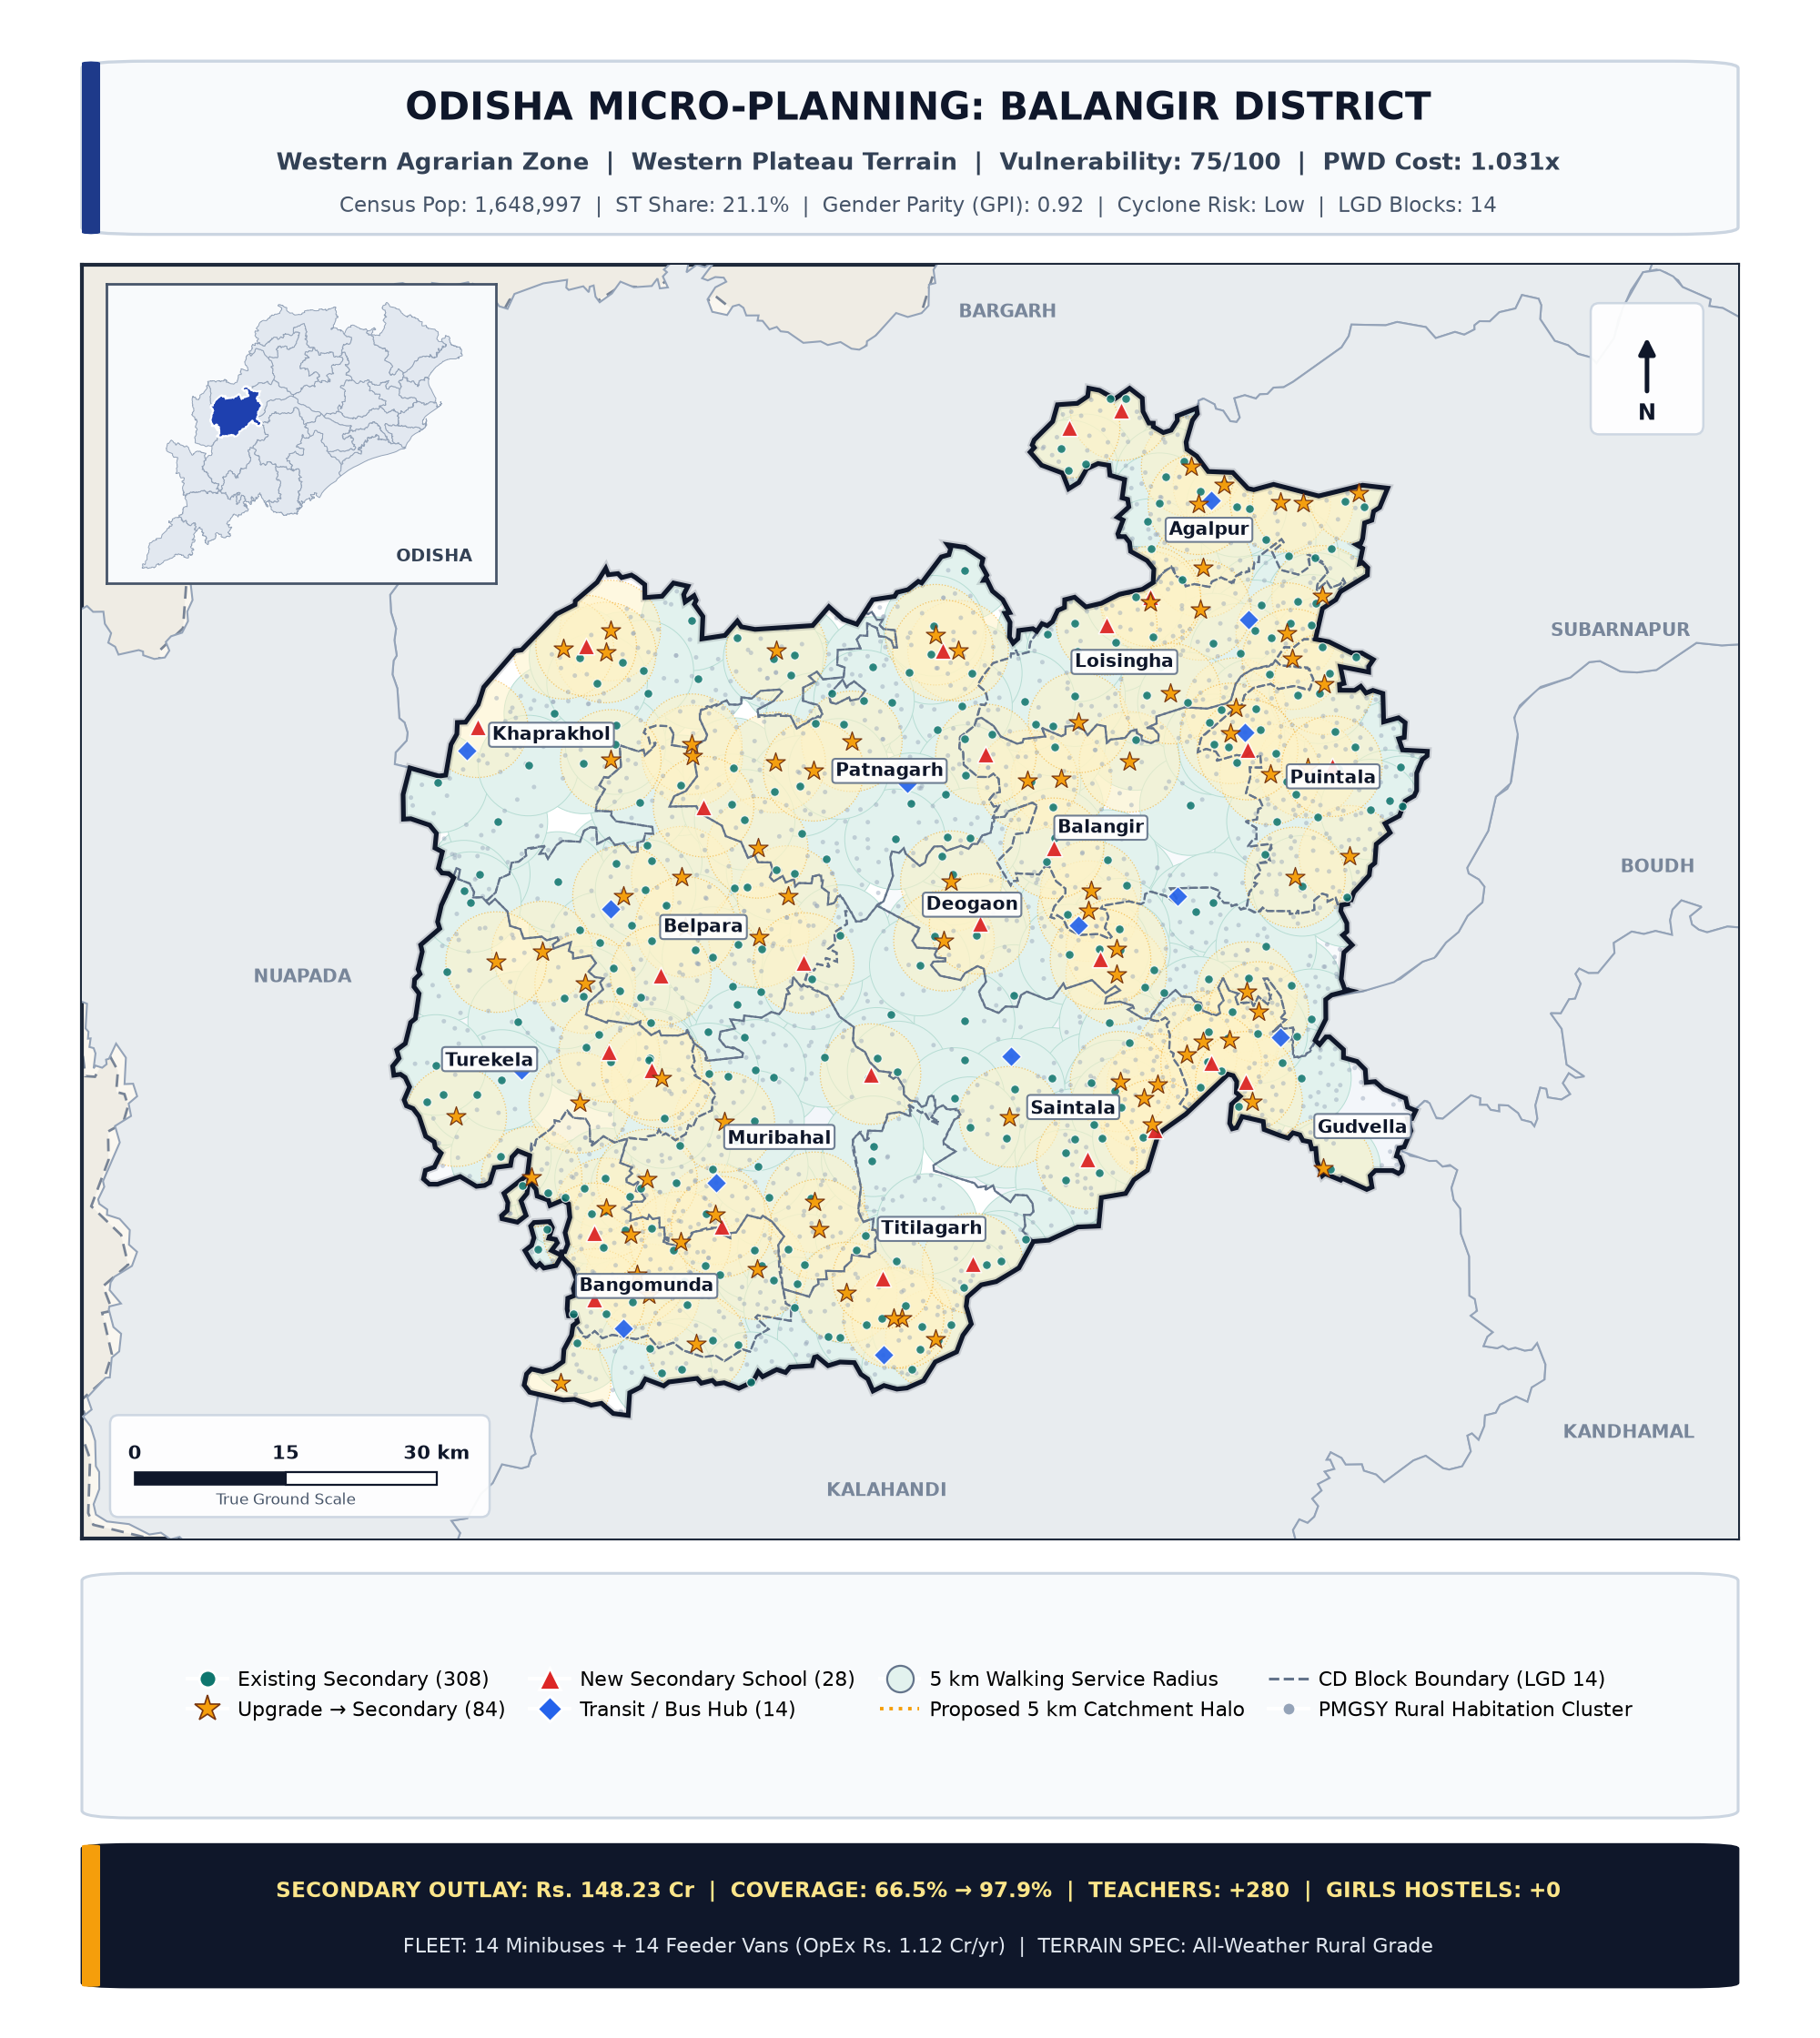 ODISHA MICRO-PLANNING: BALANGIR DISTRICT
Western Agrarian Zone | Western Plateau Terrain | Vulnerability: 75/100 | PWD Cost: 1.031x
Census Pop: 1,648,997 | ST Share: 21.1% | Gender Parity (GPI): 0.92 | Cyclone Risk: Low | LGD Blocks: 14
BARGARH
N
ODISHA
Agalpur
SUBARNAPUR
Loisingha
Khaprakhol
Patnagarh
Puintala
Balangir
BOUDH
Deogaon
Belpara
NUAPADA
Turekela
Saintala
Gudvella
Muribahal
Titilagarh
Bangomunda
KANDHAMAL
0 15 30 km
True Ground Scale
KALAHANDI
Existing Secondary (308)
Upgrade → Secondary (84)
New Secondary School (28)
Transit / Bus Hub (14)
5 km Walking Service Radius
Proposed 5 km Catchment Halo
CD Block Boundary (LGD 14)
PMGSY Rural Habitation Cluster
SECONDARY OUTLAY: Rs. 148.23 Cr | COVERAGE: 66.5% → 97.9% | TEACHERS: +280 | GIRLS HOSTELS: +0
FLEET: 14 Minibuses + 14 Feeder Vans (OpEx Rs. 1.12 Cr/yr) | TERRAIN SPEC: All-Weather Rural Grade